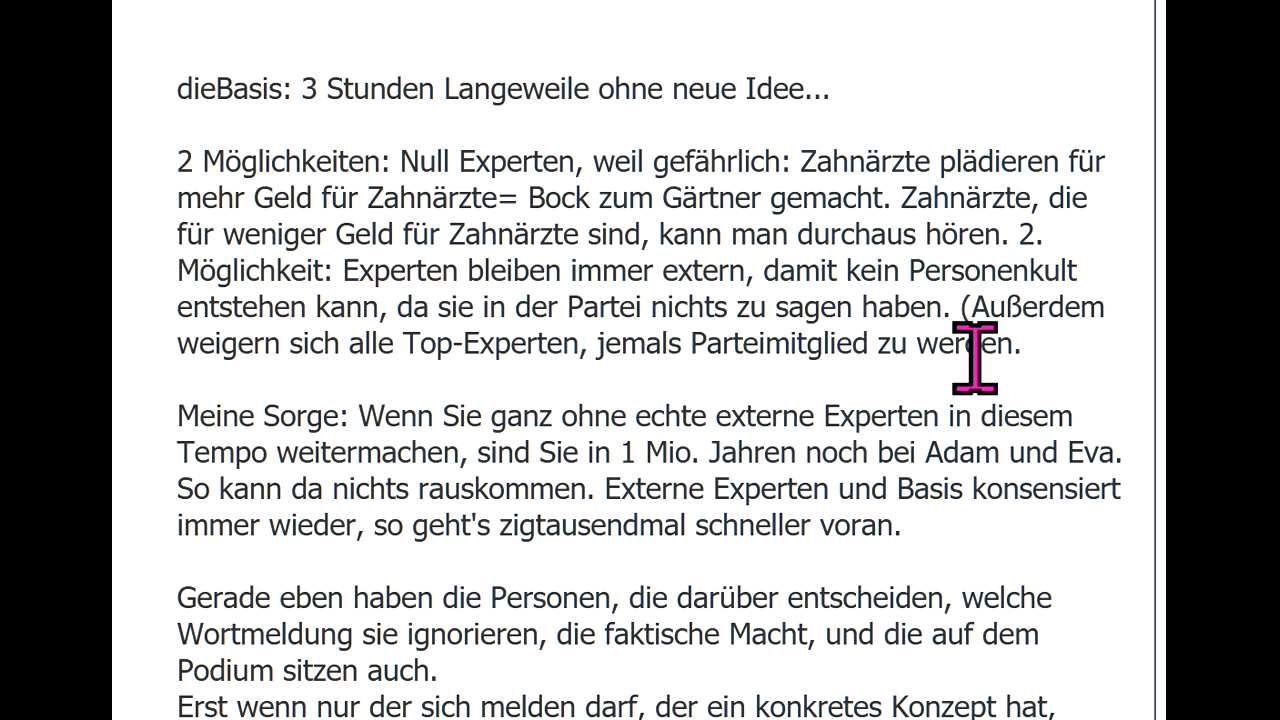 dieBasis: 3 Stunden Langeweile ohne neue Idee...
2 Möglichkeiten: Null Experten, weil gefährlich: Zahnärzte plädieren für
mehr Geld für Zahnärzte= Bock zum Gärtner gemacht. Zahnärzte, die
für weniger Geld für Zahnärzte sind, kann man durchaus hören. 2.
Möglichkeit: Experten bleiben immer extern, damit kein Personenkult
entstehen kann, da sie in der Partei nichts zu sagen haben. (Außerdem
weigern sich alle Top-Experten, jemals Parteimitglied zu werden.
Meine Sorge: Wenn Sie ganz ohne echte externe Experten in diesem
Tempo weitermachen, sind Sie in 1 Mio. Jahren noch bei Adam und Eva.
So kann da nichts rauskommen. Externe Experten und Basis konsensiert
immer wieder, so geht's zigtausendmal schneller voran.
Gerade eben haben die Personen, die darüber entscheiden, welche
Wortmeldung sie ignorieren, die faktische Macht, und die auf dem
Podium sitzen auch.
Erst wenn nur der sich melden darf, der ein konkretes Konzept hat,